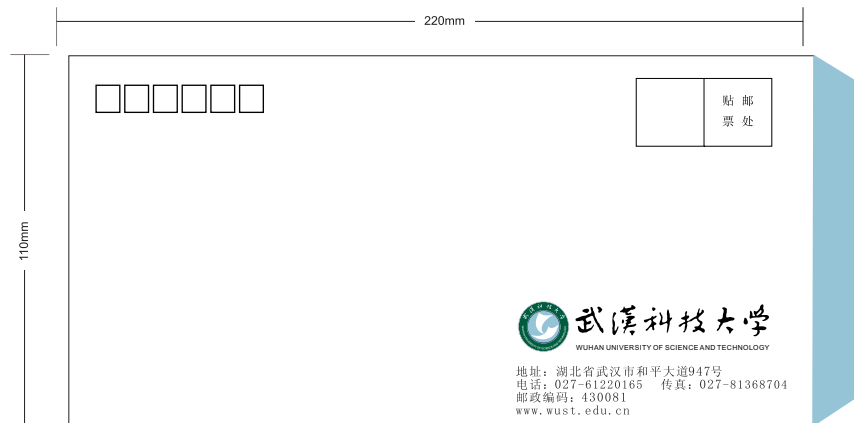 220mm
110mm
贴 邮
票 处
武漢科技大学
WUHAN UNIVERSITY OF SCIENCE AND TECHNOLOGY
地址：湖北省武汉市和平大道947号
电话：027-61220165 传真：027-81368704
邮政编码：430081
www.wust.edu.cn